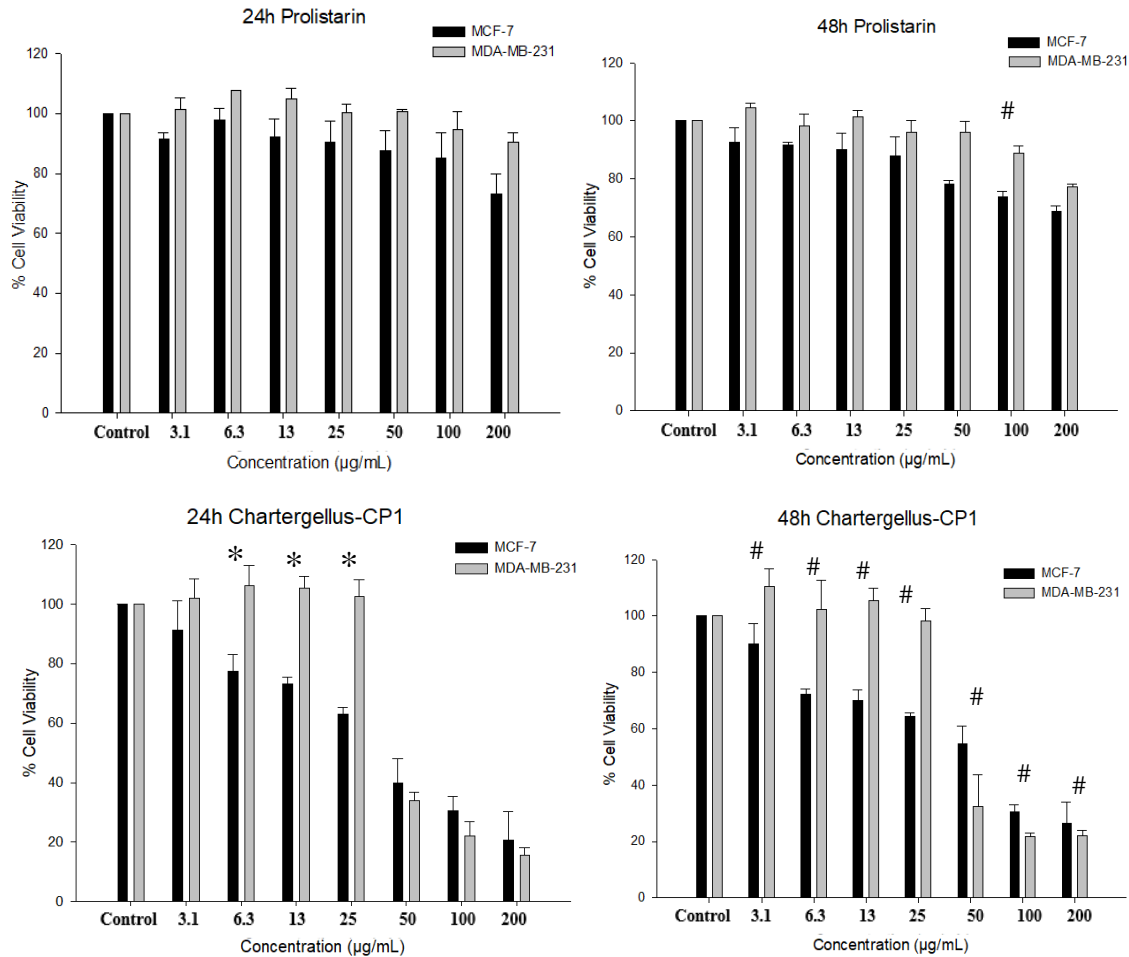 24h Prolistarin
MCF-7
MDA-MB-231
120
100
80
60
40
20
0
% Cell Viability
Control 3.1 6.3 13 25 50 100 200
Concentration (µg/mL)
48h Prolistarin
MCF-7
MDA-MB-231
#
120
100
80
60
40
20
0
% Cell Viability
Control 3.1 6.3 13 25 50 100 200
Concentration (µg/mL)
24h Chartergellus-CP1
MCF-7
MDA-MB-231
* * *
120
100
80
60
40
20
0
% Cell Viability
Control 3.1 6.3 13 25 50 100 200
Concentration (µg/mL)
48h Chartergellus-CP1
MCF-7
MDA-MB-231
# # # # # # #
120
100
80
60
40
20
0
% Cell Viability
Control 3.1 6.3 13 25 50 100 200
Concentration (µg/mL)